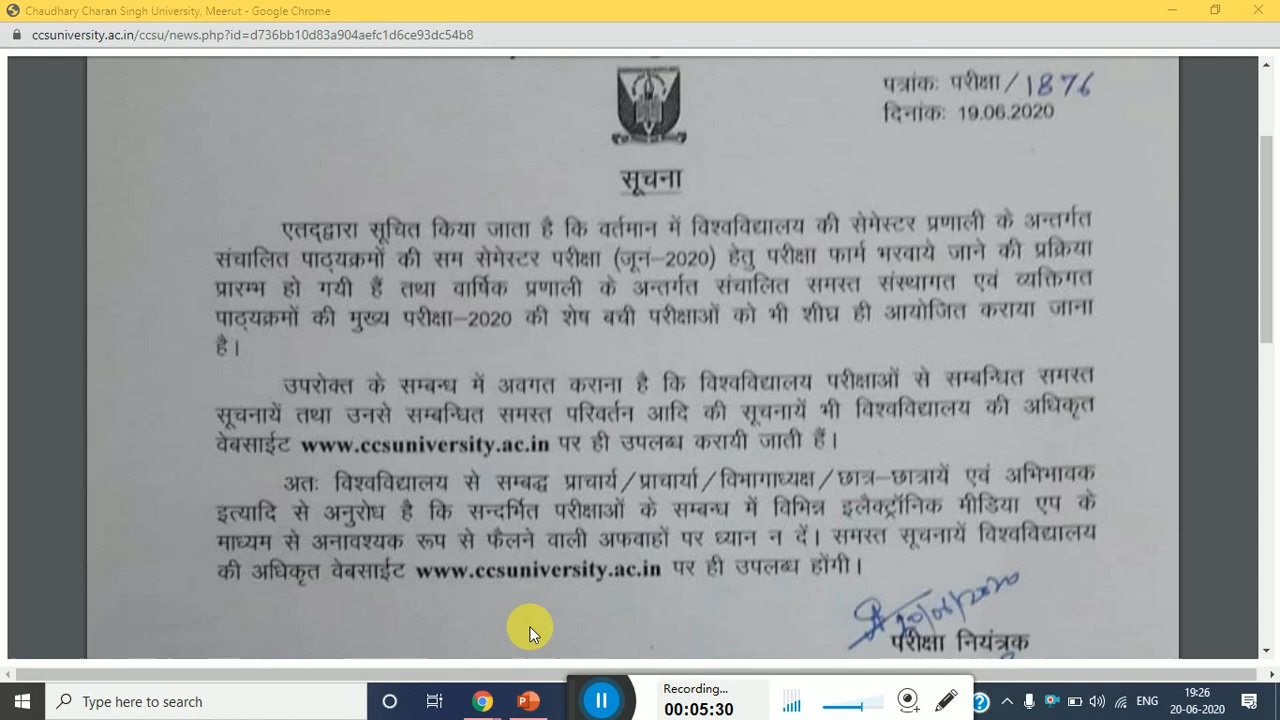 Chaudhary Charan Singh University, Meerut - Google Chrome
ccsuniversity.ac.in/ccsu/news.php?id=d736bb10d83a904aefc1d6ce93dc54b8
पत्रांकः परीक्षा/1876
दिनांकः 19.06.2020
सूचना
एतद्द्वारा सूचित किया जाता है कि वर्तमान में विश्वविद्यालय की सेमेस्टर प्रणाली के अन्तर्गत
संचालित पाठ्यक्रमों की सम सेमेस्टर परीक्षा (जून–2020) हेतु परीक्षा फार्म भरवाये जाने की प्रक्रिया
प्रारम्भ हो गयी हैं तथा वार्षिक प्रणाली के अन्तर्गत संचालित समस्त संस्थागत एवं व्यक्तिगत
पाठ्यक्रमों की मुख्य परीक्षा–2020 की शेष बची परीक्षाओं को भी शीघ्र ही आयोजित कराया जाना
है।
उपरोक्त के सम्बन्ध में अवगत कराना है कि विश्वविद्यालय परीक्षाओं से सम्बन्धित समस्त
सूचनायें तथा उनसे सम्बन्धित समस्त परिवर्तन आदि की सूचनायें भी विश्वविद्यालय की अधिकृत
वेबसाईट www.ccsuniversity.ac.in पर ही उपलब्ध करायी जाती हैं।
अतः विश्वविद्यालय से सम्बद्ध प्राचार्य/प्राचार्या/विभागाध्यक्ष/छात्र–छात्रायें एवं अभिभावक
इत्यादि से अनुरोध है कि सन्दर्भित परीक्षाओं के सम्बन्ध में विभिन्न इलैक्ट्रॉनिक मीडिया एप के
माध्यम से अनावश्यक रूप से फैलने वाली अफवाहों पर ध्यान न दें। समस्त सूचनायें विश्वविद्यालय
की अधिकृत वेबसाईट www.ccsuniversity.ac.in पर ही उपलब्ध होंगी।
परीक्षा नियंत्रक
Type here to search
Recording...
00:05:30
ENG
19:26
20-06-2020